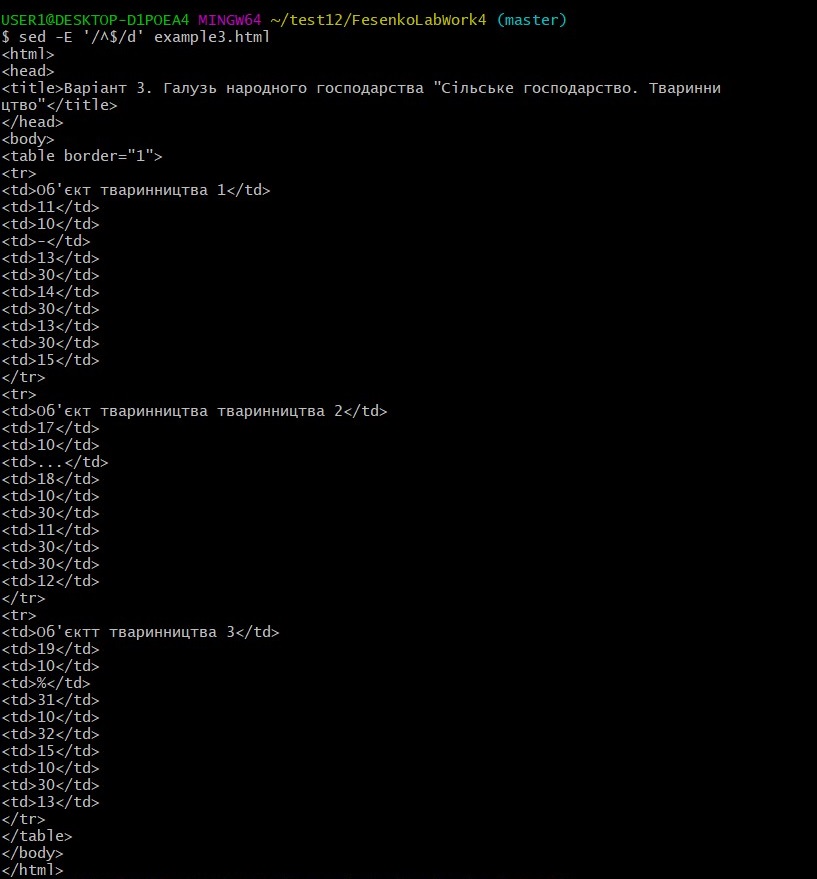 USER1@DESKTOP-D1POEA4 MINGW64 ~/test12/FesenkoLabWork4 (master)
$ sed -E '/^$/d' example3.html
<html>
<head>
<title>Варіант 3. Галузь народного господарства "Сільське господарство. Тваринни
цтво"</title>
</head>
<body>
<table border="1">
<tr>
<td>Об'єкт тваринництва 1</td>
<td>11</td>
<td>10</td>
<td>-</td>
<td>13</td>
<td>30</td>
<td>14</td>
<td>30</td>
<td>13</td>
<td>30</td>
<td>15</td>
</tr>
<tr>
<td>Об'єкт тваринництва тваринництва 2</td>
<td>17</td>
<td>10</td>
<td>...</td>
<td>18</td>
<td>10</td>
<td>30</td>
<td>11</td>
<td>30</td>
<td>30</td>
<td>12</td>
</tr>
<tr>
<td>Об'єктт тваринництва 3</td>
<td>19</td>
<td>10</td>
<td>%</td>
<td>31</td>
<td>10</td>
<td>32</td>
<td>15</td>
<td>10</td>
<td>30</td>
<td>13</td>
</tr>
</table>
</body>
</html>